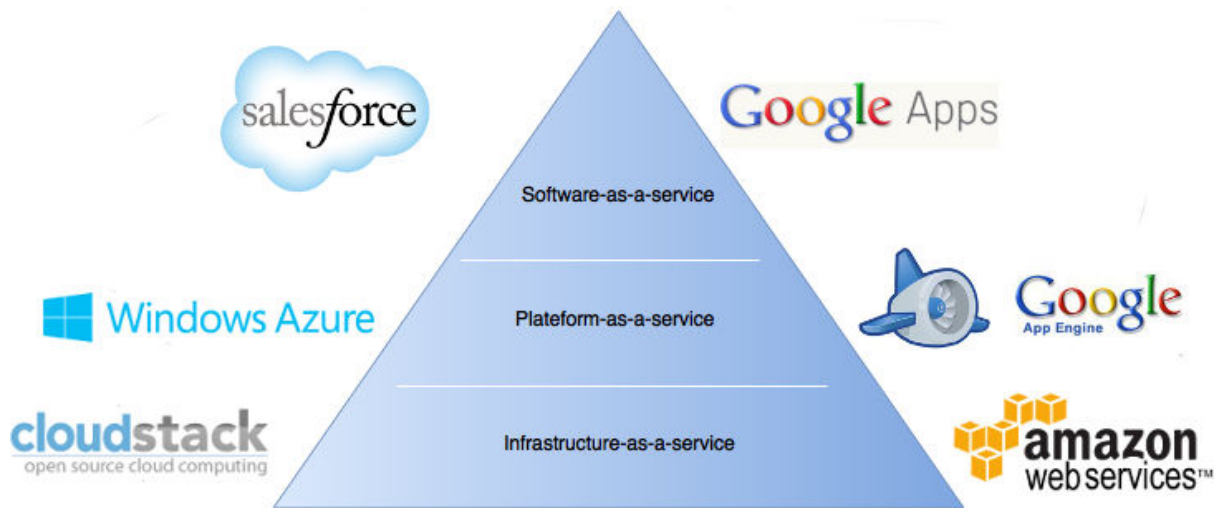 salesforce
Google Apps
Software-as-a-service
Windows Azure
Plateform-as-a-service
Google
App Engine
cloudstack
open source cloud computing
Infrastructure-as-a-service
amazon
web services™